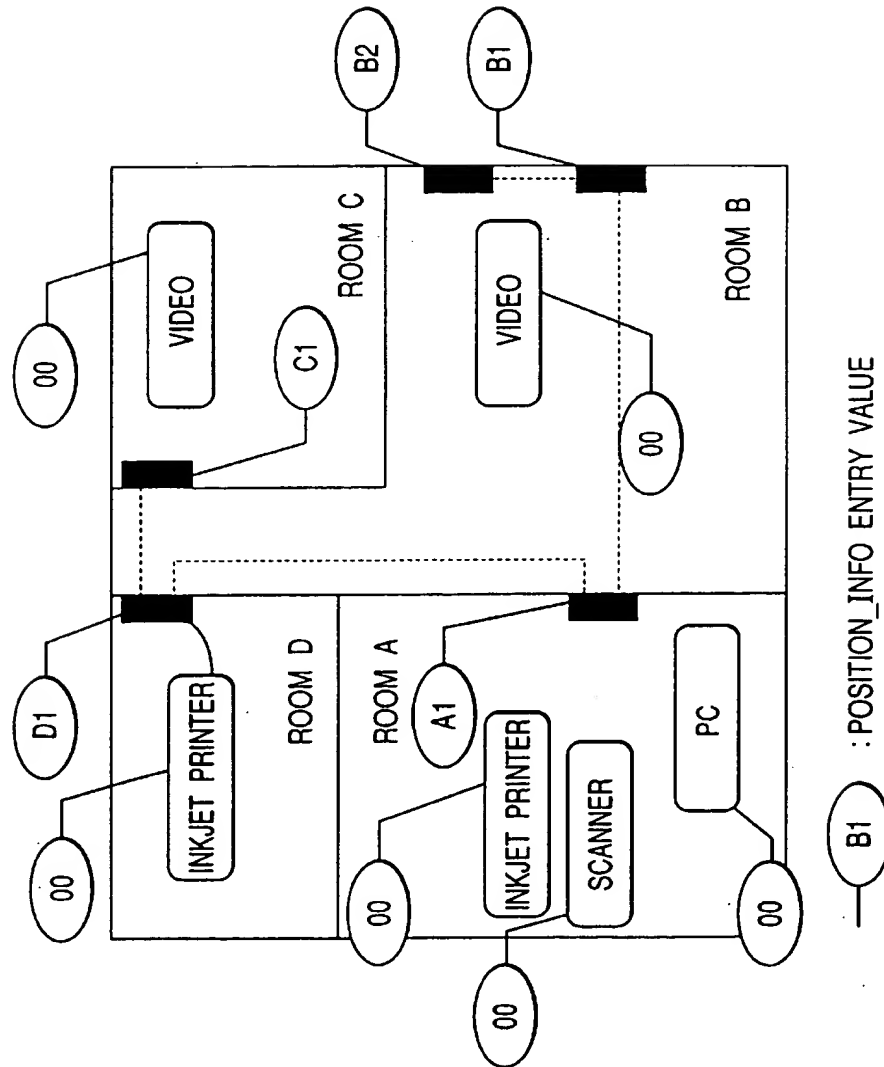 00
D1
00
INKJET PRINTER
VIDEO
ROOM D
C1
ROOM C
B2
00
ROOM A
A1
B1
00
INKJET PRINTER
VIDEO
SCANNER
00
PC
ROOM B
00
B1 : POSITION_INFO ENTRY VALUE